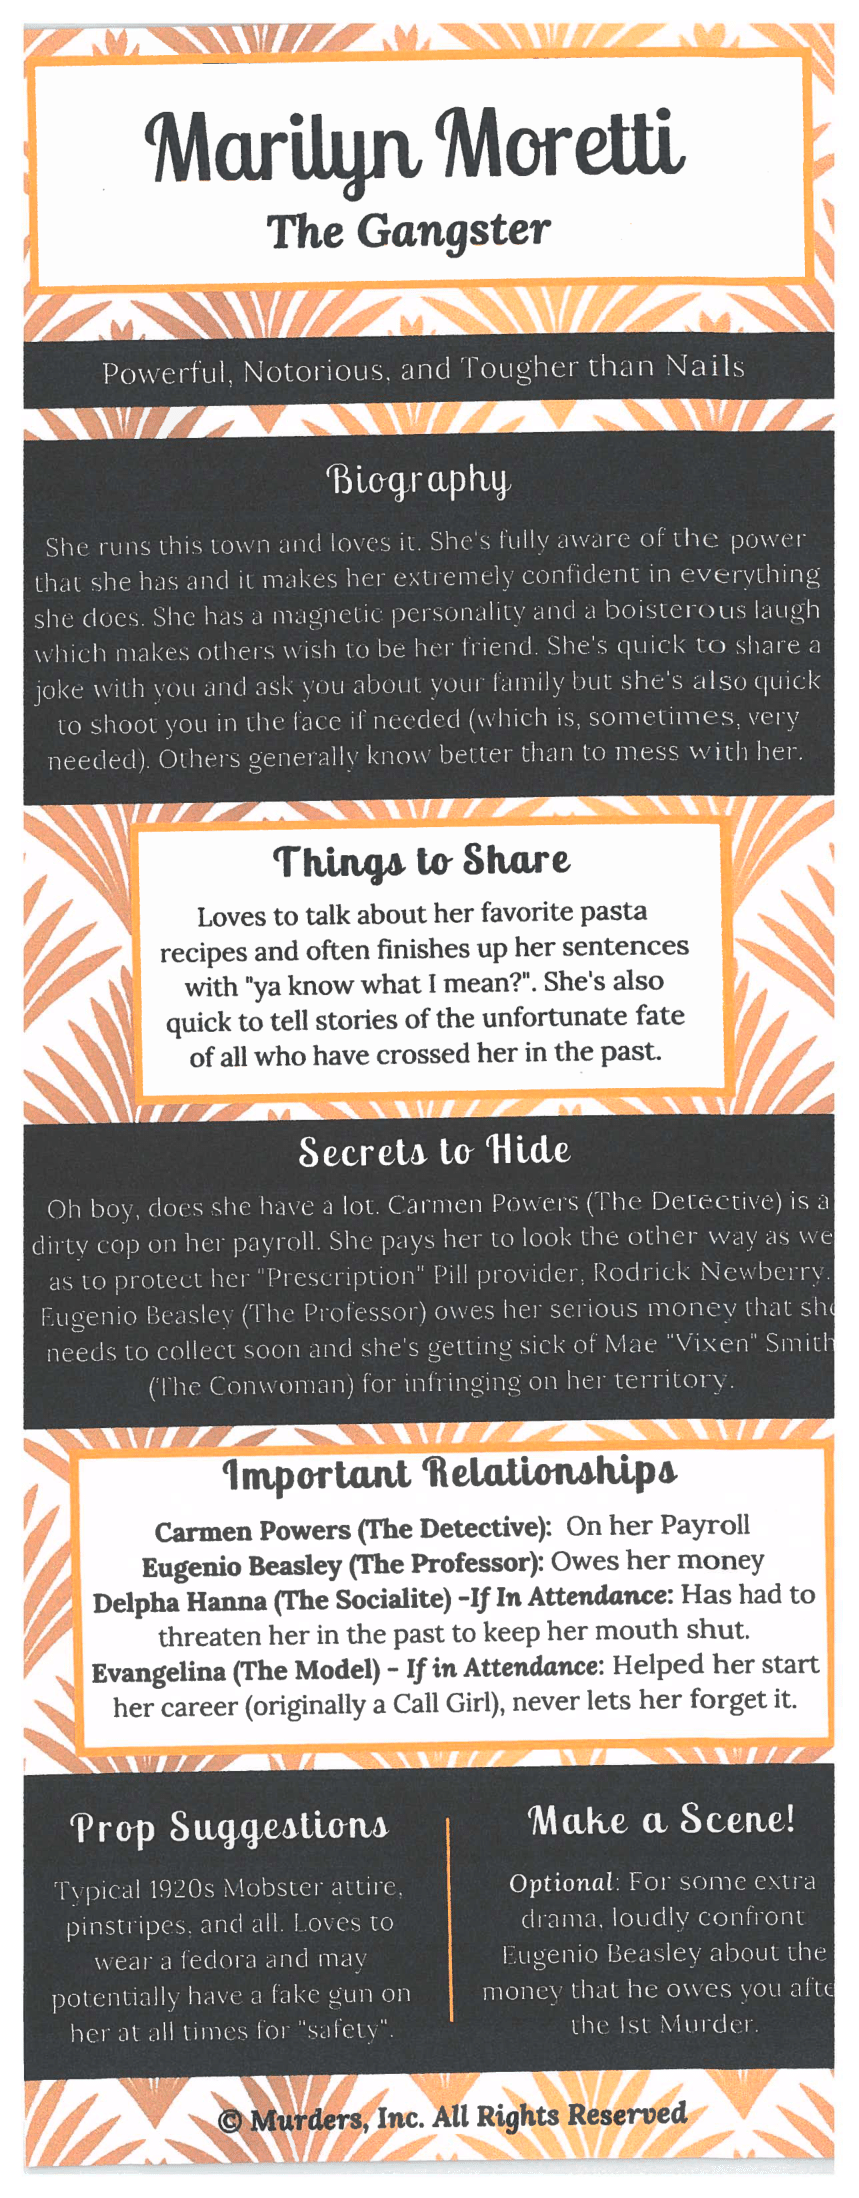 Marilyn Moretti
The Gangster
Powerful, Notorious, and Tougher than Nails
Biography
She runs this town and loves it. She's fully aware of the power
that she has and it makes her extremely confident in everything
she does. She has a magnetic personality and a boisterous laugh
which makes others wish to be her friend. She's quick to share a
joke with you and ask you about your family but she's also quick
to shoot you in the face if needed (which is, sometimes, very
needed). Others generally know better than to mess with her.
Things to Share
Loves to talk about her favorite pasta
recipes and often finishes up her sentences
with "ya know what I mean?". She's also
quick to tell stories of the unfortunate fate
of all who have crossed her in the past.
Secrets to Hide
Oh boy, does she have a lot. Carmen Powers (The Detective) is a
dirty cop on her payroll. She pays her to look the other way as we
as to protect her "Prescription" Pill provider, Rodrick Newberry.
Eugenio Beasley (The Professor) owes her serious money that she
needs to collect soon and she's getting sick of Mae "Vixen" Smith
(The Conwoman) for infringing on her territory.
Important Relationships
Carmen Powers (The Detective): On her Payroll
Eugenio Beasley (The Professor): Owes her money
Delpha Hanna (The Socialite) -If In Attendance: Has had to
threaten her in the past to keep her mouth shut.
Evangelina (The Model) - If in Attendance: Helped her start
her career (originally a Call Girl), never lets her forget it.
Prop Suggestions
Typical 1920s Mobster attire,
pinstripes, and all. Loves to
wear a fedora and may
potentially have a fake gun on
her at all times for "safety".
Make a Scene!
Optional: For some extra
drama, loudly confront
Eugenio Beasley about the
money that he owes you afte
the 1st Murder.
© Murders, Inc. All Rights Reserved